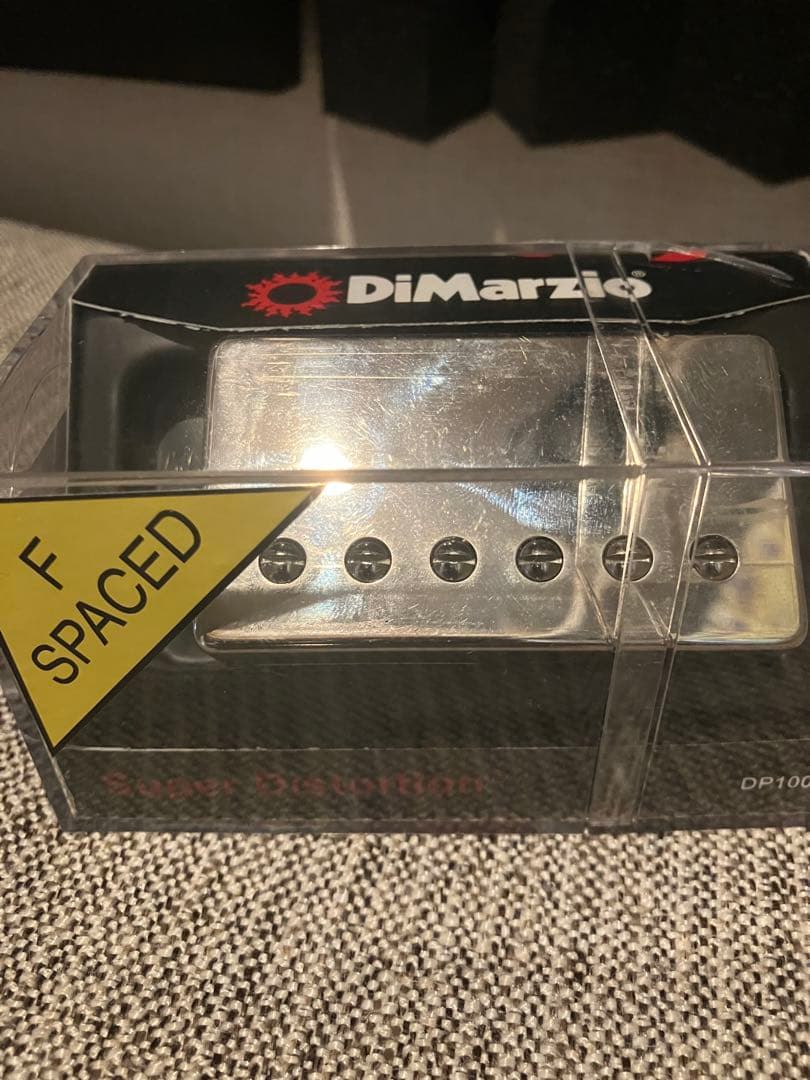 DiMarzio®
F
SPACED
Super Distortion
DP100